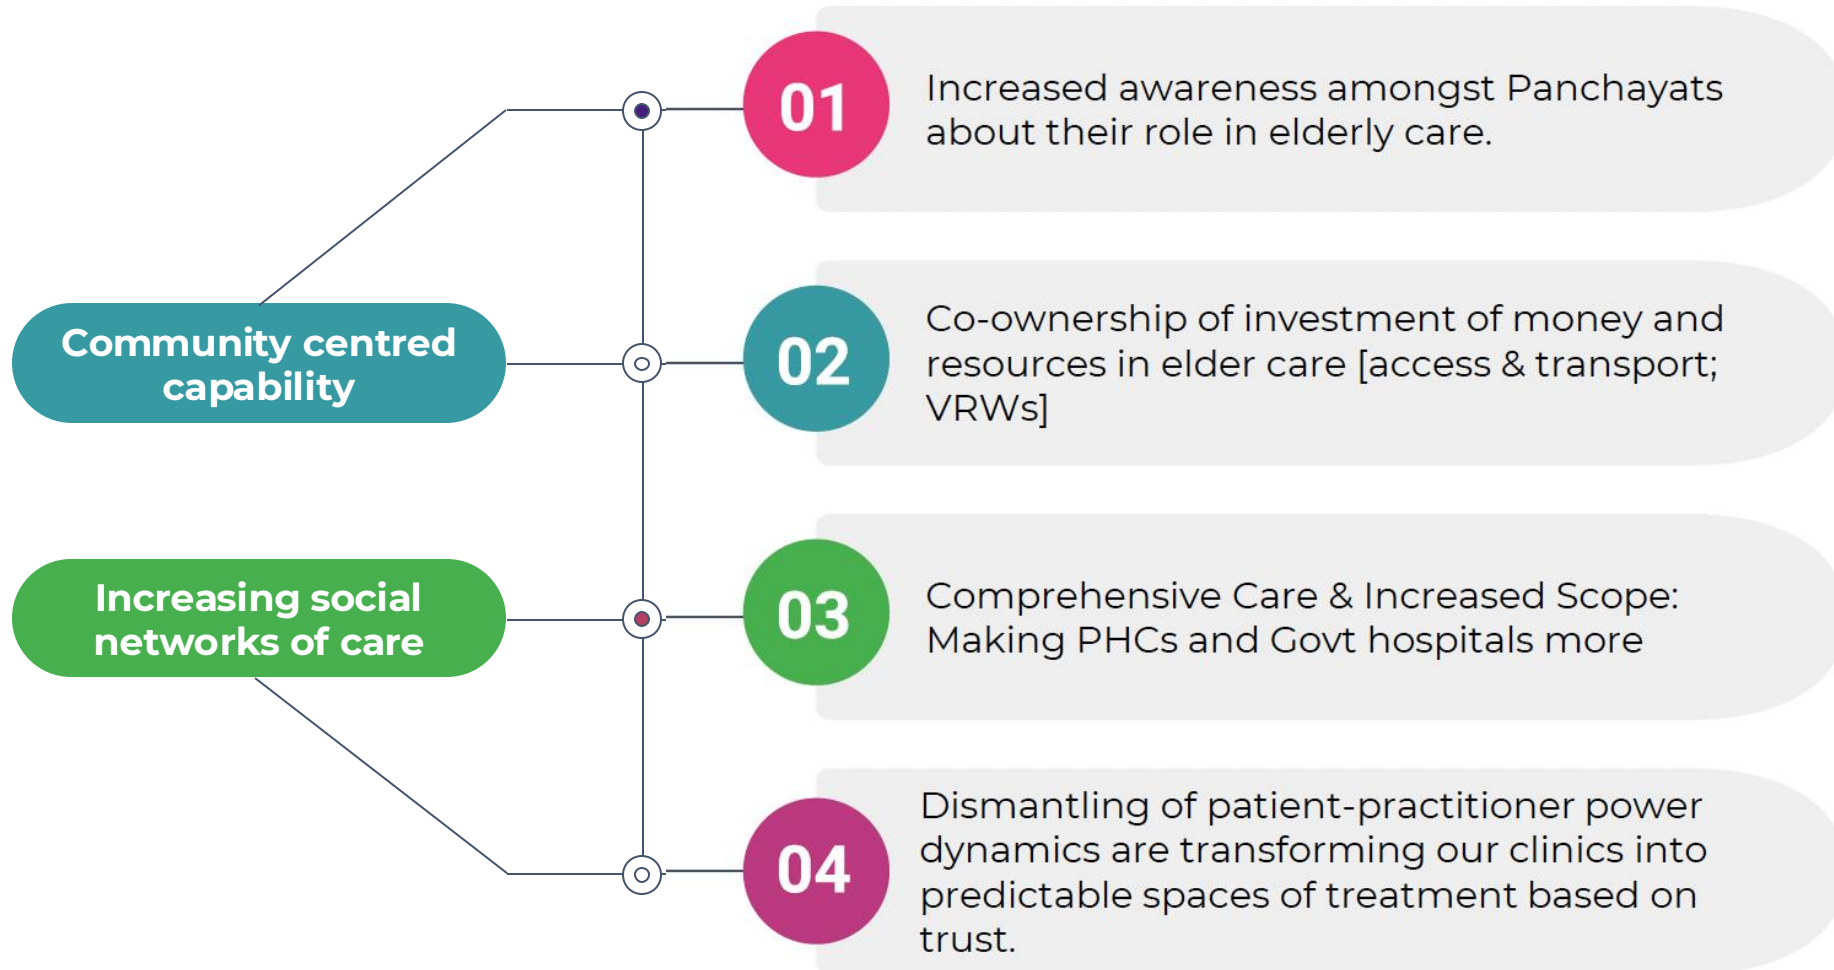 01
Increased awareness amongst Panchayats
about their role in elderly care.
Community centred
capability
02
Co-ownership of investment of money and
resources in elder care [access & transport;
VRWs]
Increasing social
networks of care
03
Comprehensive Care & Increased Scope:
Making PHCs and Govt hospitals more
04
Dismantling of patient-practitioner power
dynamics are transforming our clinics into
predictable spaces of treatment based on
trust.